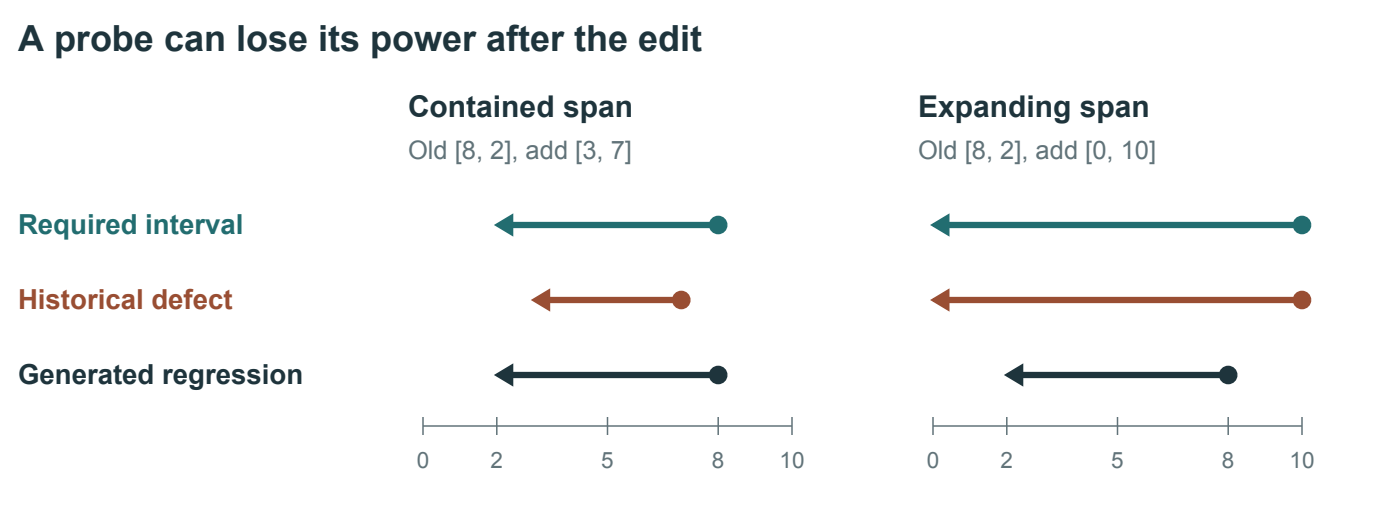 A probe can lose its power after the edit
Contained span
Old [8, 2], add [3, 7]
Expanding span
Old [8, 2], add [0, 10]
Required interval
Historical defect
Generated regression
0 2 5 8 10
0 2 5 8 10